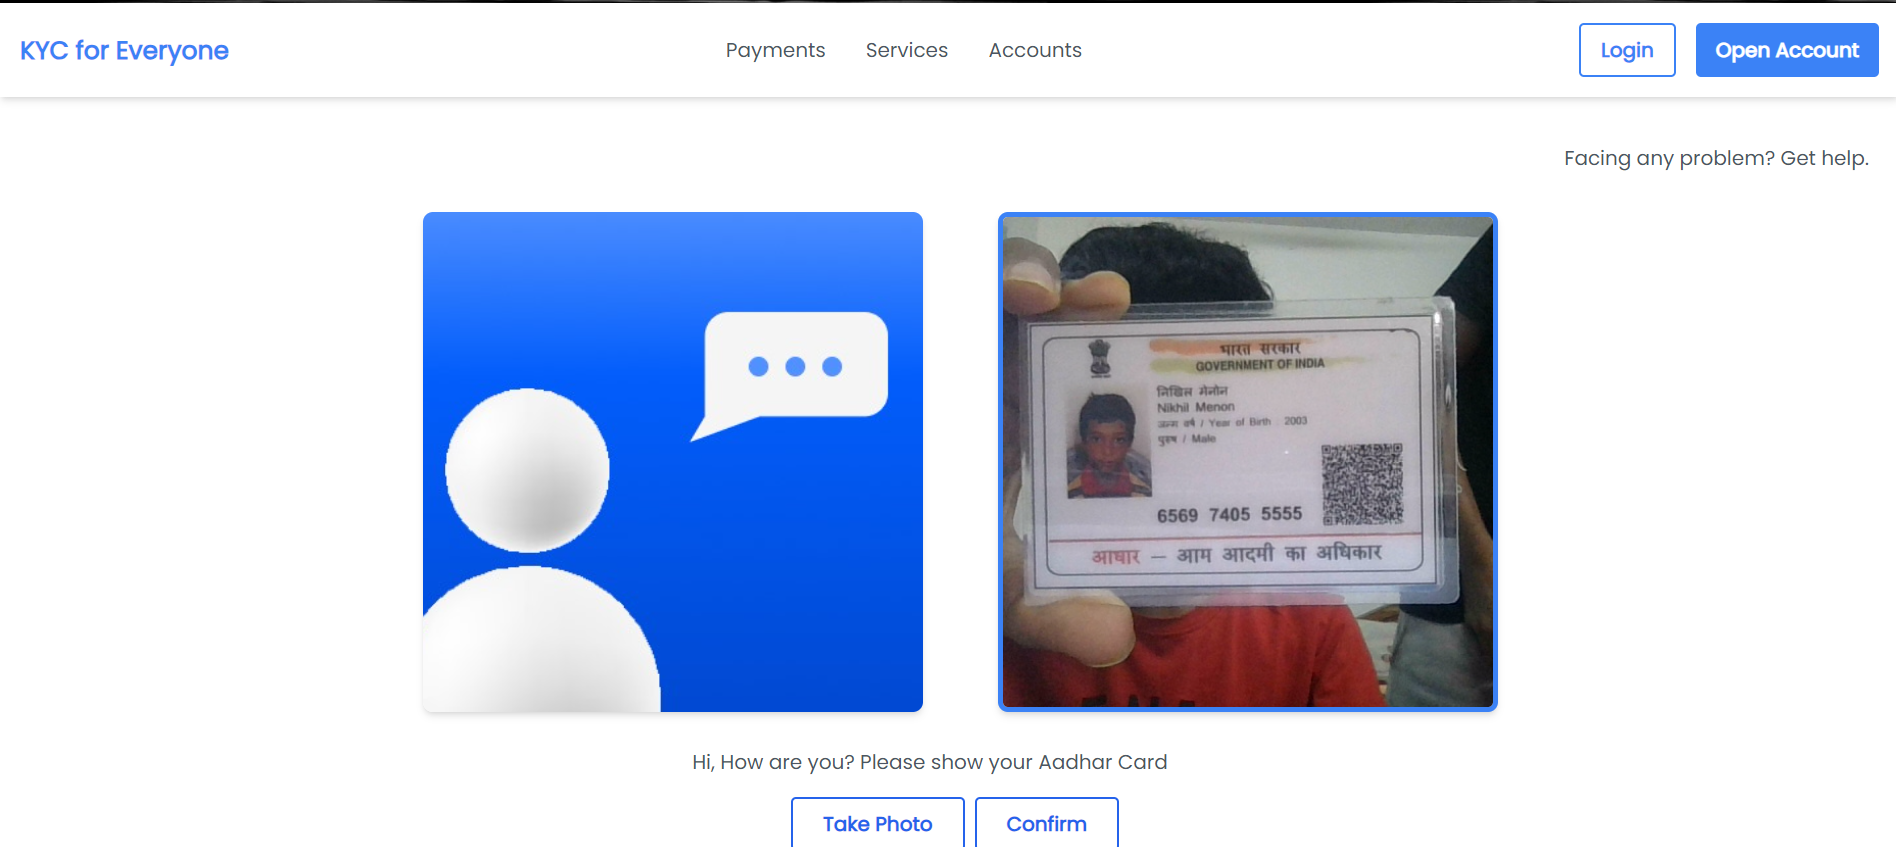 KYC for Everyone
Payments Services Accounts
Login
Open Account
Facing any problem? Get help.
भारत सरकार
GOVERNMENT OF INDIA
निखिल मेनोन
Nikhil Menon
जन्म वर्ष / Year of Birth : 2003
पुरुष / Male
6569 7405 5555
आधार – आम आदमी का अधिकार
Hi, How are you? Please show your Aadhar Card
Take Photo
Confirm